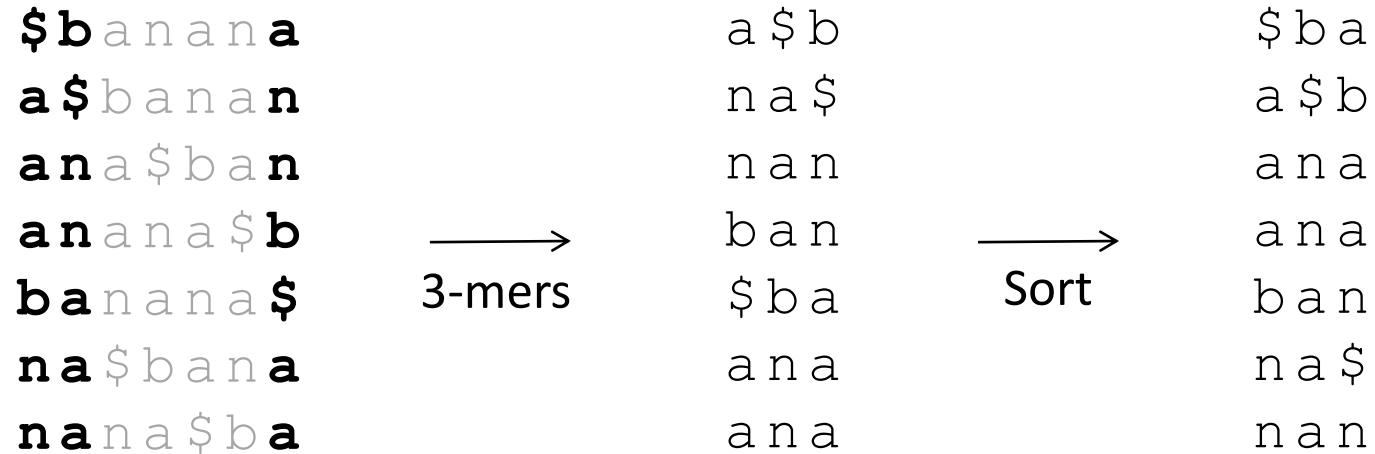 $banana a$b $ba
a$banan na$ a$b
ana$ban nan ana
anana$b ban ana
banana$ 3-mers $ba Sort ban
na$bana ana na$
nana$ba ana nan